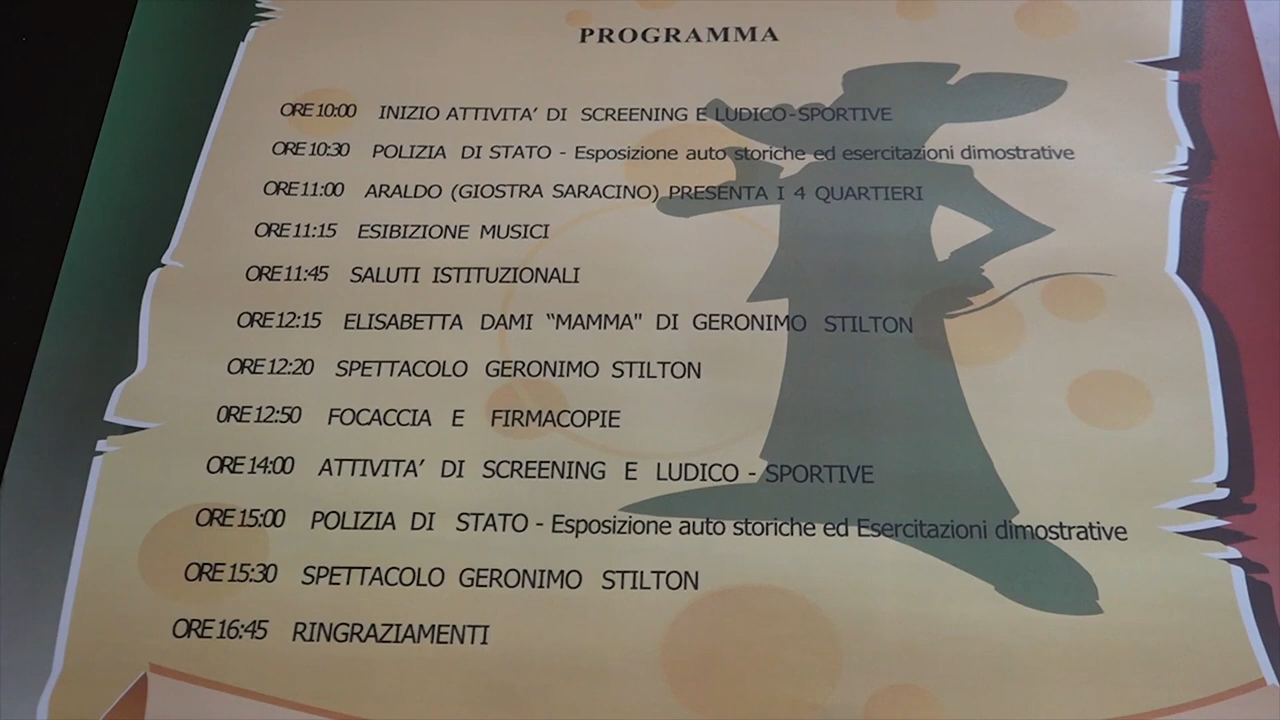 PROGRAMMA
ORE 10:00 INIZIO ATTIVITA' DI SCREENING E LUDICO-SPORTIVE
ORE 10:30 POLIZIA DI STATO - Esposizione auto storiche ed esercitazioni dimostrative
ORE 11:00 ARALDO (GIOSTRA SARACINO) PRESENTA I 4 QUARTIERI
ORE 11:15 ESIBIZIONE MUSICI
ORE 11:45 SALUTI ISTITUZIONALI
ORE 12:15 ELISABETTA DAMI “MAMMA" DI GERONIMO STILTON
ORE 12:20 SPETTACOLO GERONIMO STILTON
0RE 12:50 FOCACCIA E FIRMACOPIE
ORE 14:00 ATTIVITA' DI SCREENING E LUDICO - SPORTIVE
ORE 15:00 POLIZIA DI STATO - Esposizione auto storiche ed Esercitazioni dimostrative
ORE 15:30 SPETTACOLO GERONIMO STILTON
ORE 16:45 RINGRAZIAMENTI